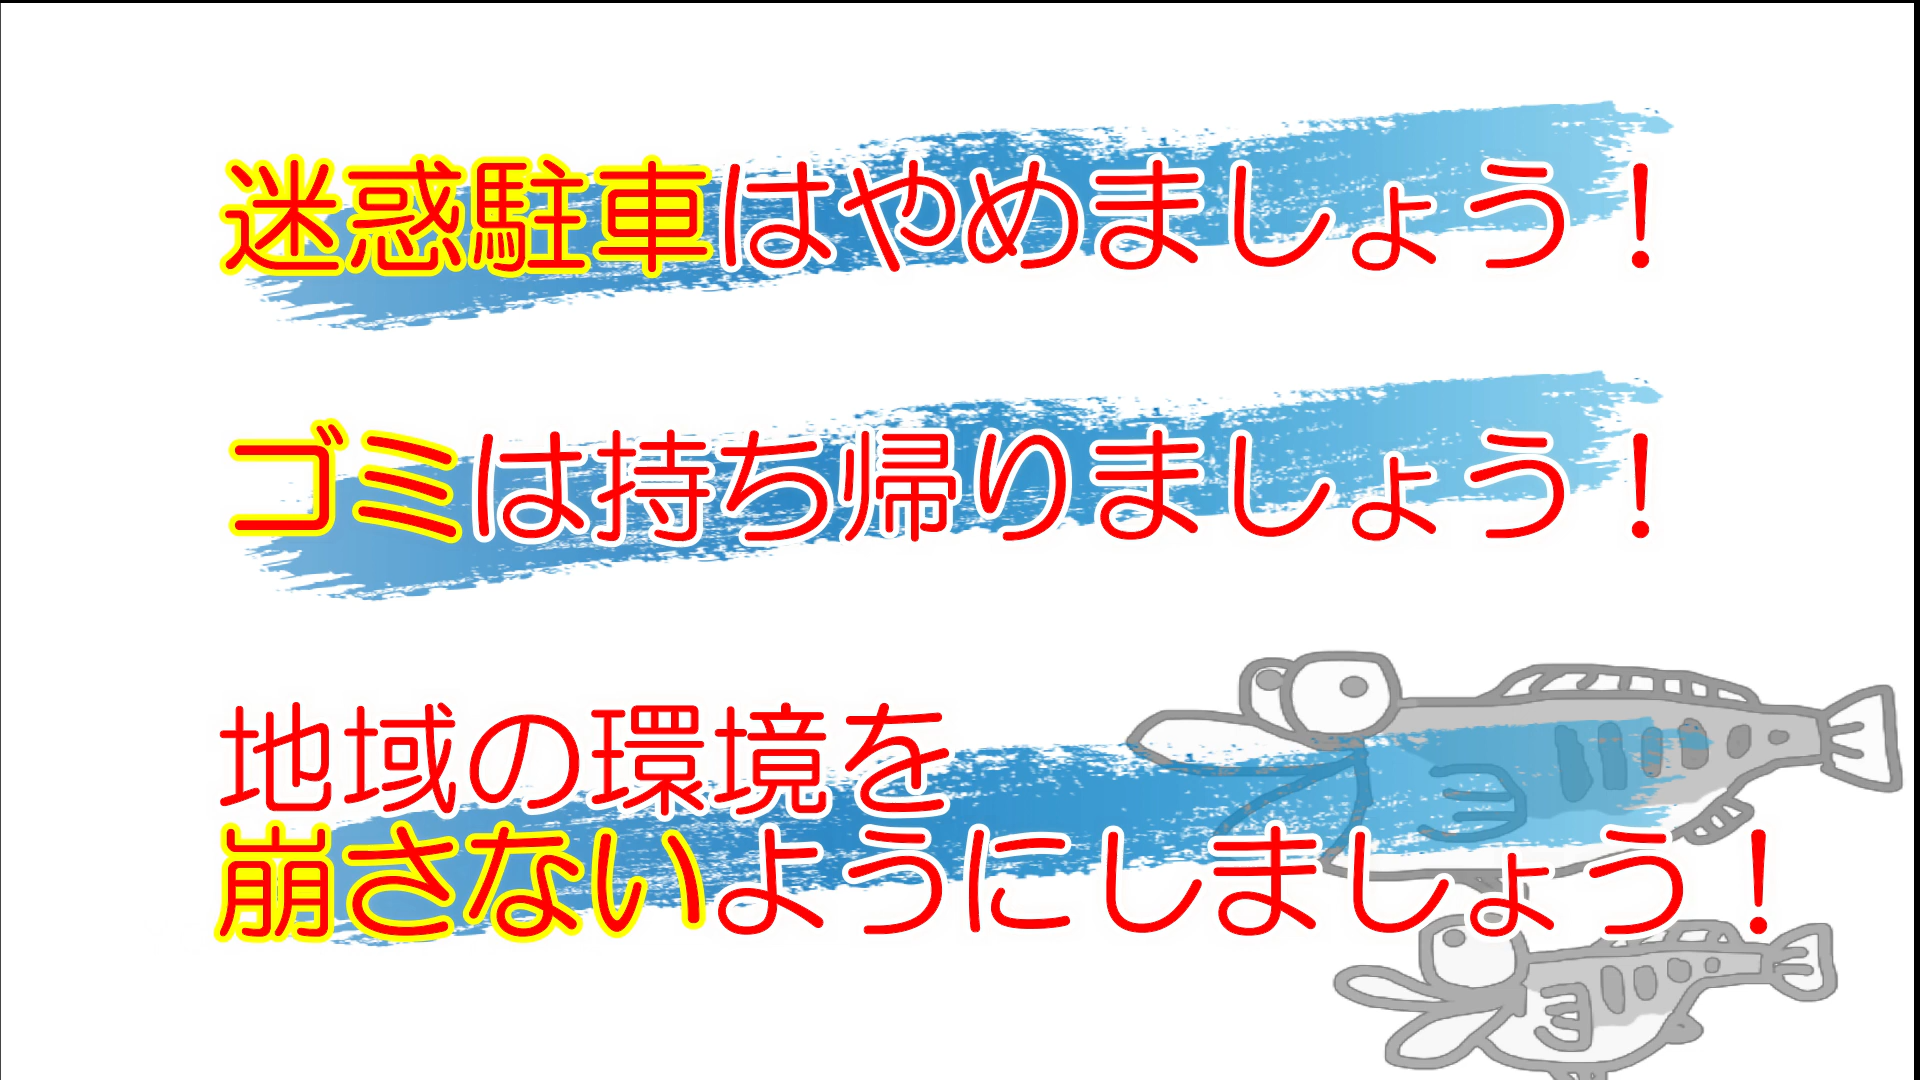 迷惑駐車はやめましょう！
ゴミは持ち帰りましょう！
地域の環境を
崩さないようにしましょう！